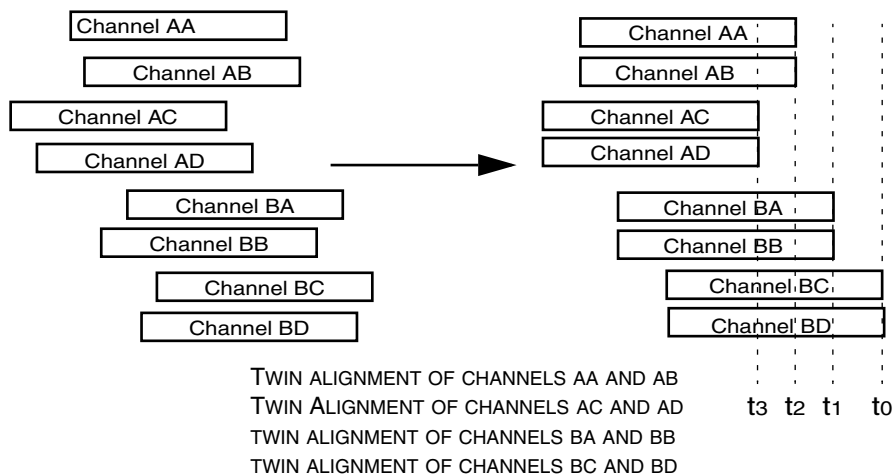 Channel AA
Channel AB
Channel AC
Channel AD
Channel BA
Channel BB
Channel BC
Channel BD
Channel AA
Channel AB
Channel AC
Channel AD
Channel BA
Channel BB
Channel BC
Channel BD
TWIN ALIGNMENT OF CHANNELS AA AND AB
TWIN ALIGNMENT OF CHANNELS AC AND AD
TWIN ALIGNMENT OF CHANNELS BA AND BB
TWIN ALIGNMENT OF CHANNELS BC AND BD
t3 t2 t1 t0